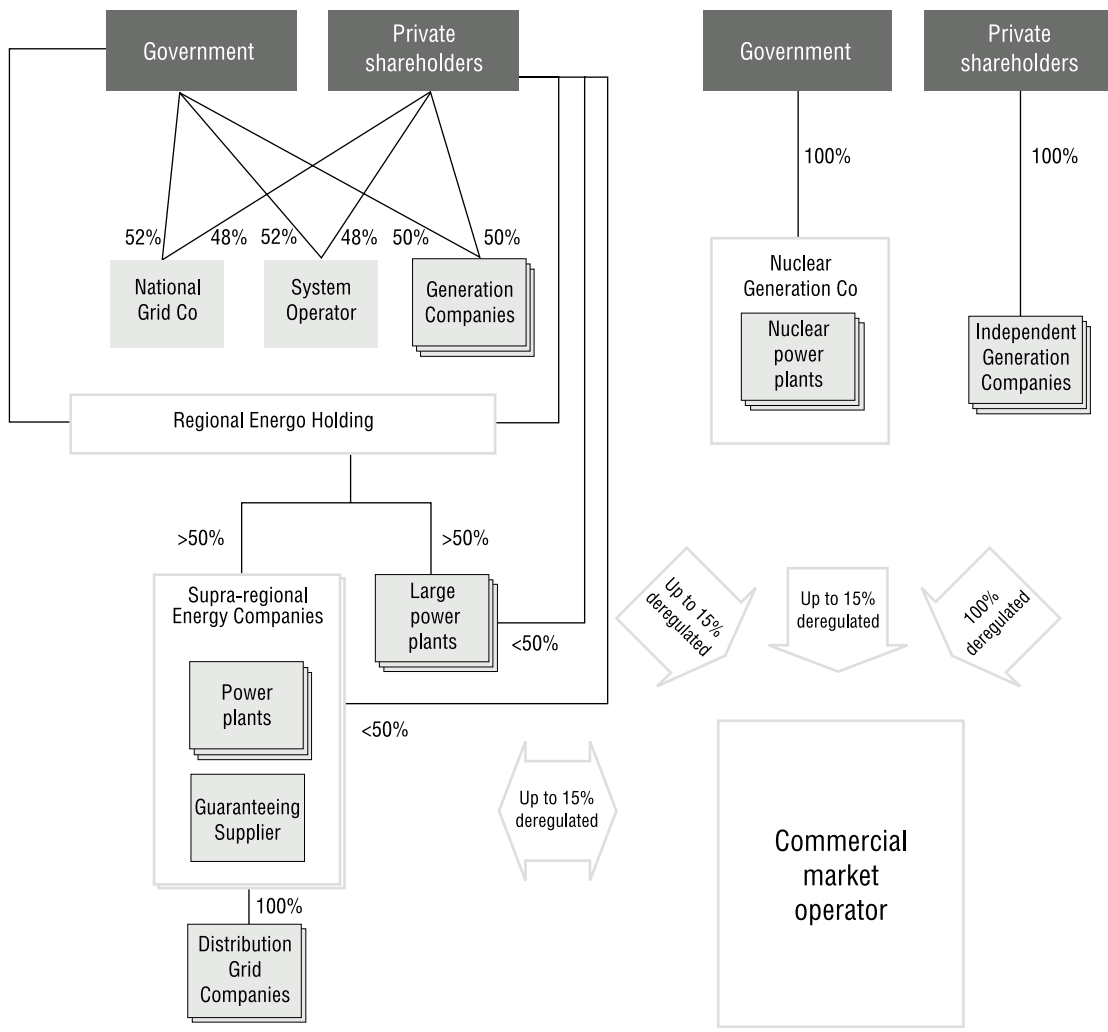 Government
Private
shareholders
Government
Private
shareholders
100%
100%
52%
48%
52%
48%
50%
50%
National
Grid Co
System
Operator
Generation
Companies
Nuclear
Generation Co
Nuclear
power
plants
Independent
Generation
Companies
Regional Energo Holding
>50%
>50%
Supra-regional
Energy Companies
Large
power
plants
<50%
Up to 15%
deregulated
Up to 15%
deregulated
100%
deregulated
Power
plants
<50%
Guaranteeing
Supplier
Up to 15%
deregulated
Commercial
market
operator
100%
Distribution
Grid
Companies